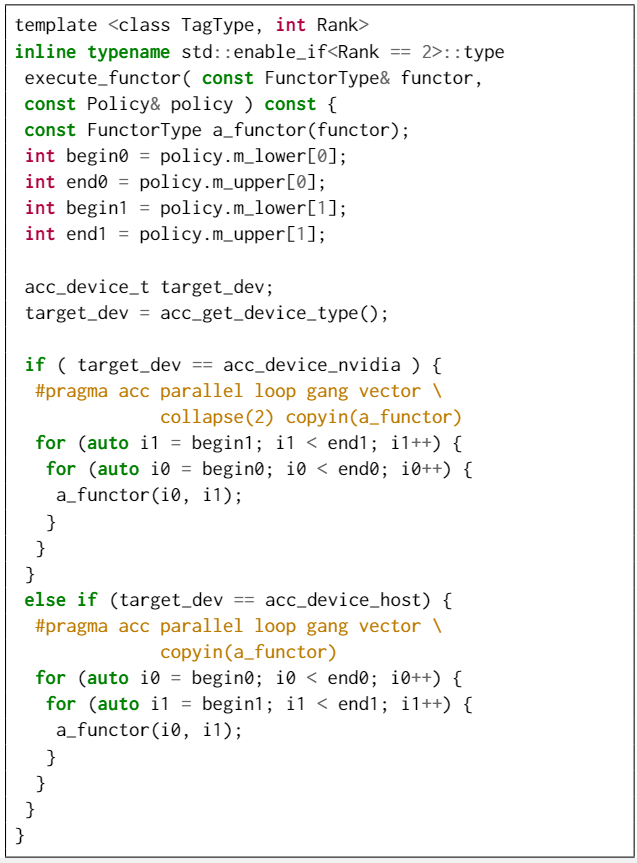 template <class TagType, int Rank>
inline typename std::enable_if<Rank == 2>::type
execute_functor( const FunctorType& functor,
const Policy& policy ) const {
const FunctorType a_functor(functor);
int begin0 = policy.m_lower[0];
int end0 = policy.m_upper[0];
int begin1 = policy.m_lower[1];
int end1 = policy.m_upper[1];

acc_device_t target_dev;
target_dev = acc_get_device_type();

if ( target_dev == acc_device_nvidia ) {
#pragma acc parallel loop gang vector \
collapse(2) copyin(a_functor)
for (auto i1 = begin1; i1 < end1; i1++) {
for (auto i0 = begin0; i0 < end0; i0++) {
a_functor(i0, i1);
}
}
}
else if (target_dev == acc_device_host) {
#pragma acc parallel loop gang vector \
copyin(a_functor)
for (auto i0 = begin0; i0 < end0; i0++) {
for (auto i1 = begin1; i1 < end1; i1++) {
a_functor(i0, i1);
}
}
}
}